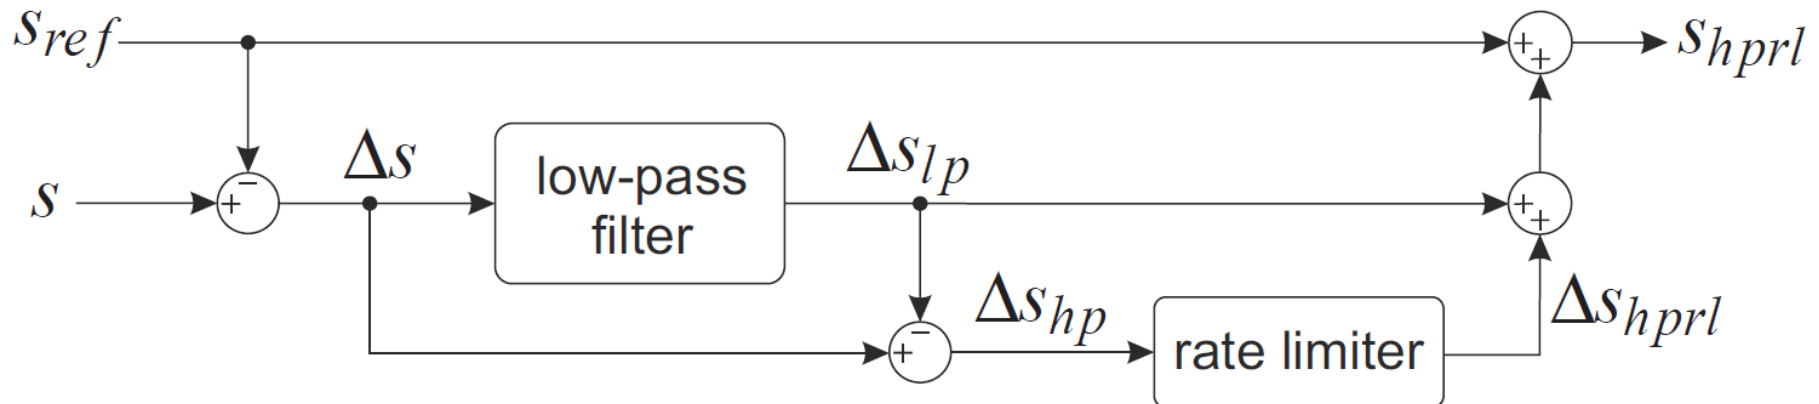 s_ref
+
+
s_hprl
s
−
+
Δs
low-pass
filter
Δs_lp
+
+
−
+
Δs_hp
rate limiter
Δs_hprl